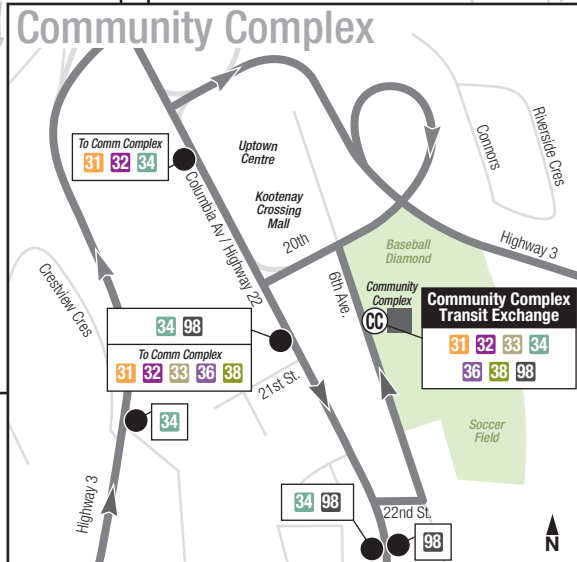 Community Complex
To Comm Complex
31 32 34
Uptown
Centre
Kootenay
Crossing
Mall
Columbia Av / Highway 22
20th
Connors
Riverside Cres
Highway 3
Baseball
Diamond
Community
Complex
CC
6th Ave.
Community Complex
Transit Exchange
31 32 33 34
36 38 98
Crestview Cres
34 98
To Comm Complex
31 32 33 36 38
21st St.
34
Soccer
Field
Highway 3
34 98
22nd St.
98
N